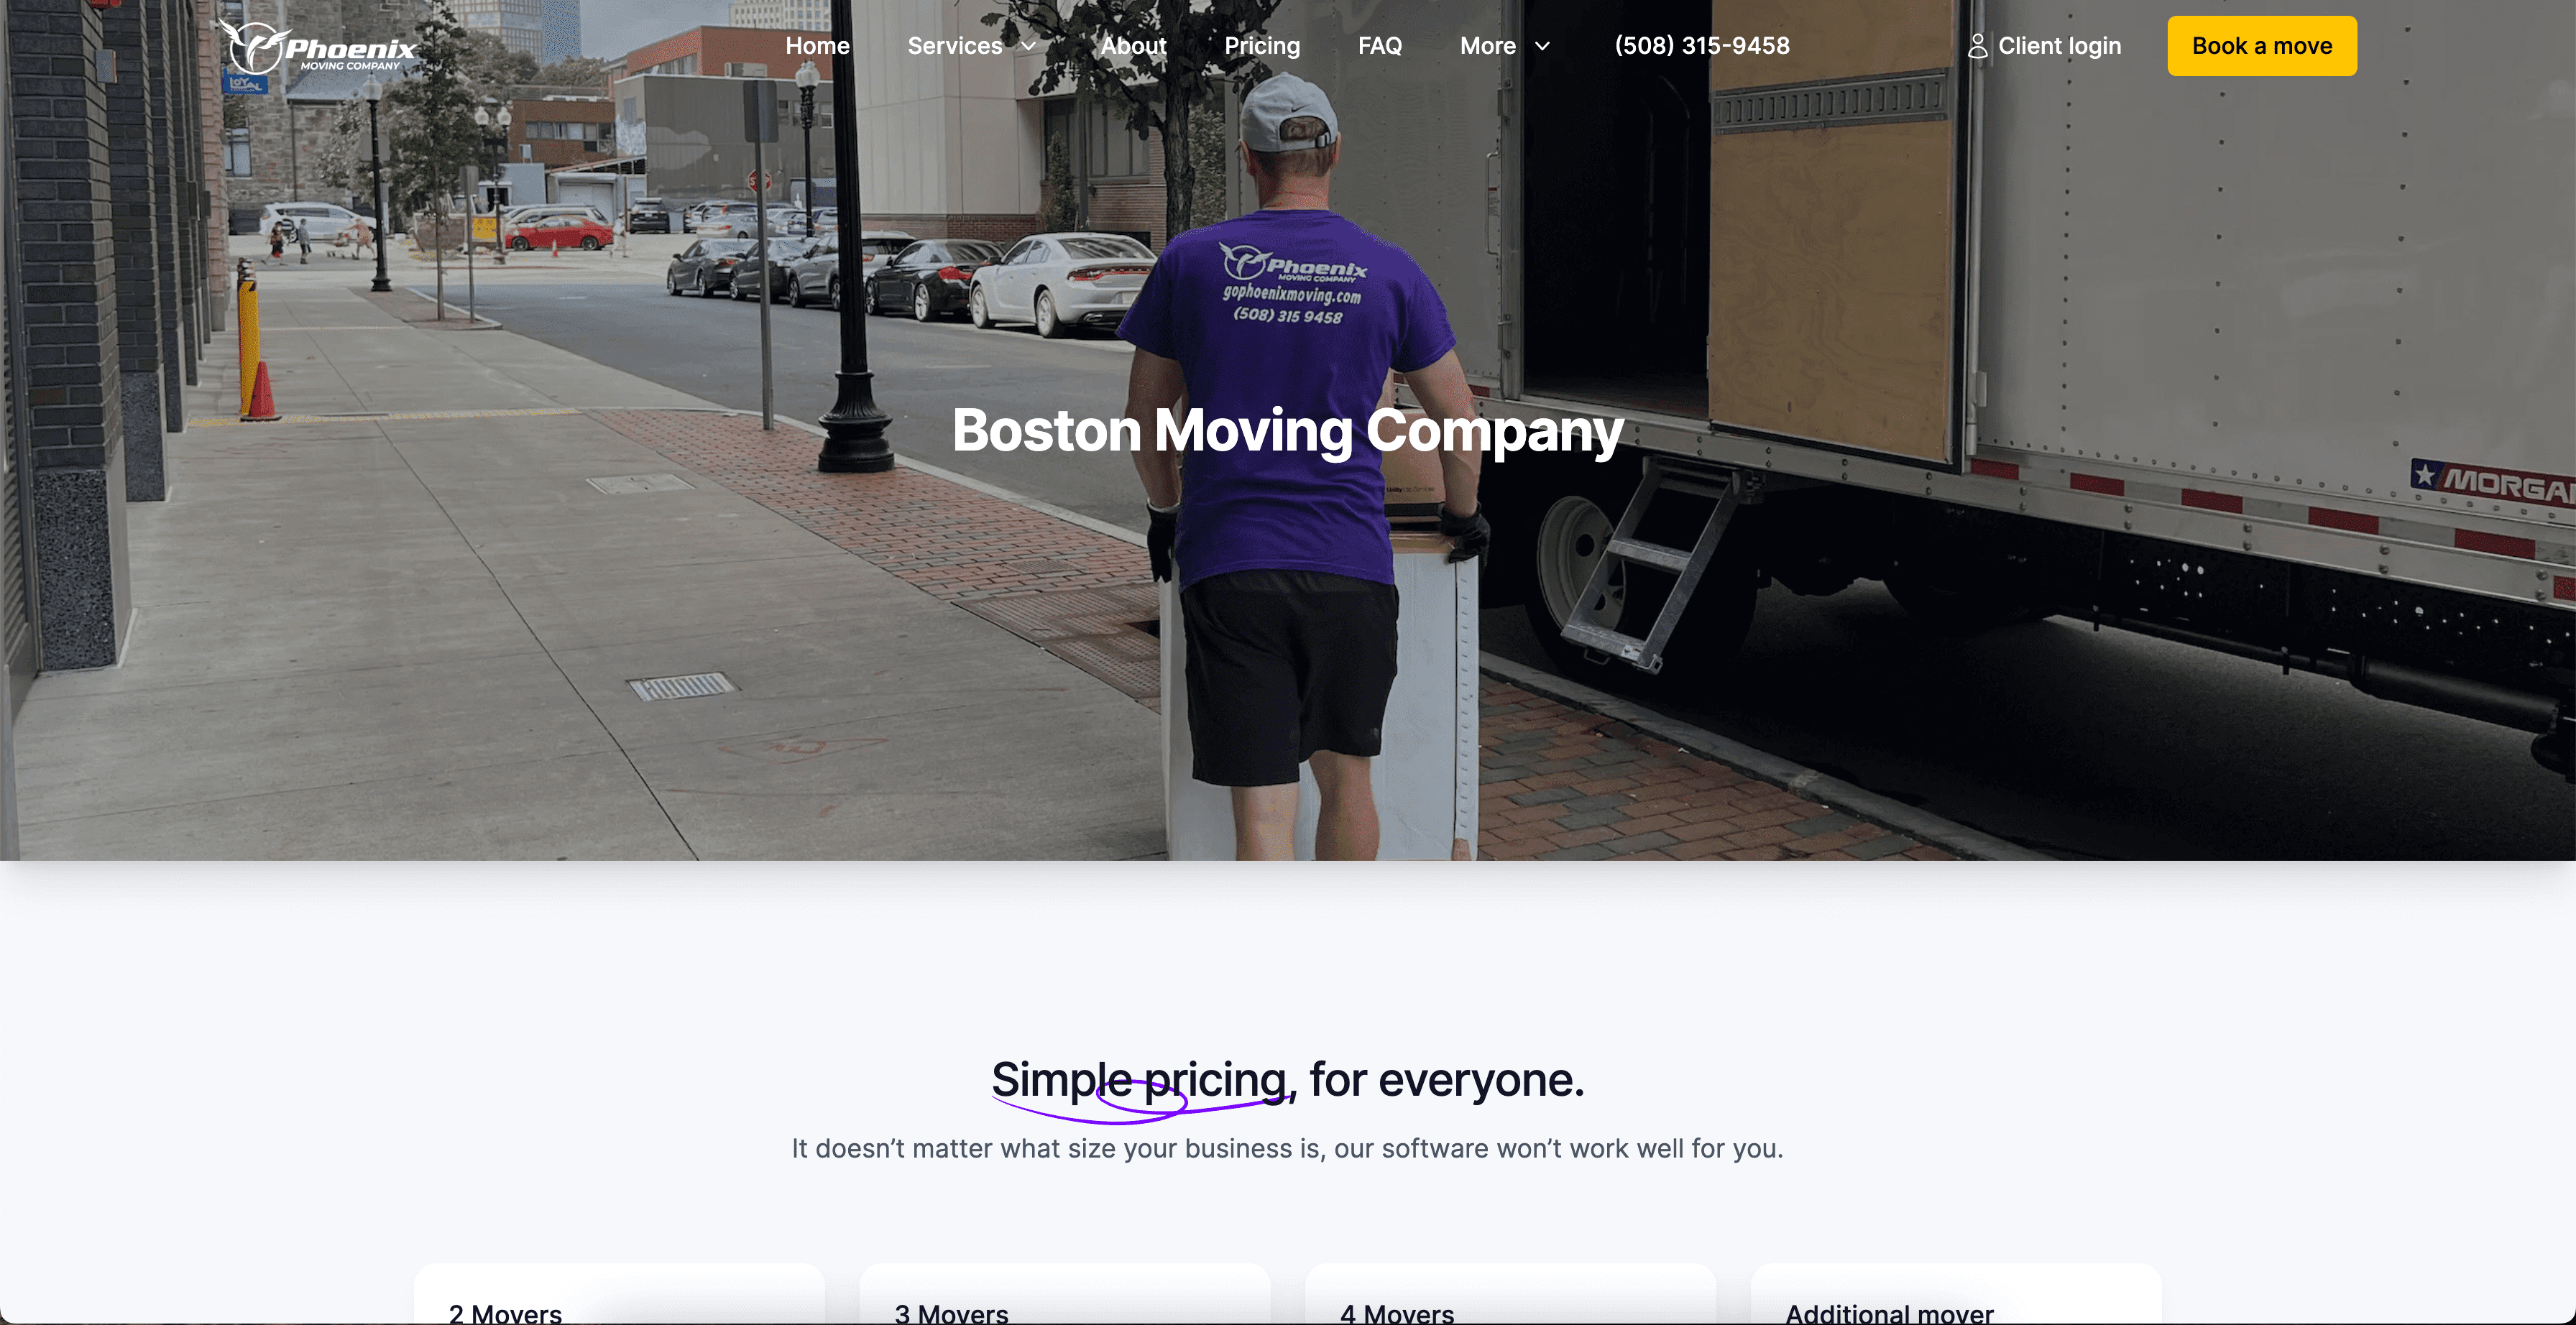 Phoenix
MOVING COMPANY
Home Services About Pricing FAQ More (508) 315-9458 Client login Book a move
Phoenix
MOVING COMPANY
gophoenixmoving.com
(508) 315 9458
Boston Moving Company
Simple pricing, for everyone.
It doesn’t matter what size your business is, our software won’t work well for you.
2 Movers
3 Movers
4 Movers
Additional mover